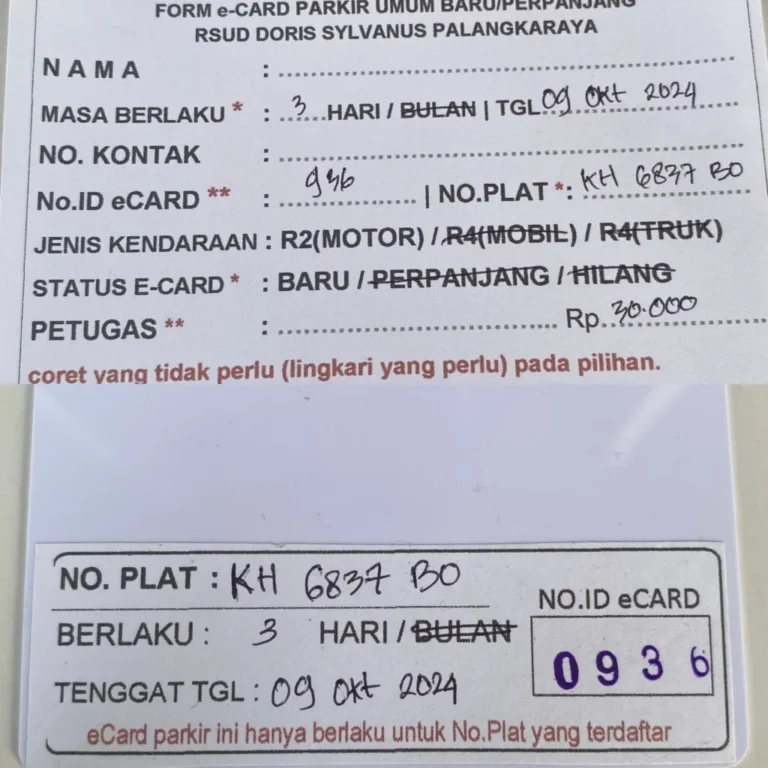 FORM e-CARD PARKIR UMUM BARU/PERPANJANG
RSUD DORIS SYLVANUS PALANGKARAYA
NAMA :
MASA BERLAKU * : 3 HARI / BULAN | TGL 09 Okt 2024
NO. KONTAK :
No.ID eCARD ** : 936 | NO.PLAT *: KH 6837 BO
JENIS KENDARAAN : R2(MOTOR) / R4(MOBIL) / R4(TRUK)
STATUS E-CARD * : BARU / PERPANJANG / HILANG
PETUGAS ** : Rp. 30.000
coret yang tidak perlu (lingkari yang perlu) pada pilihan.
NO. PLAT : KH 6837 BO
NO.ID eCARD
BERLAKU : 3 HARI / BULAN
0936
TENGGAT TGL : 09 Okt 2024
eCard parkir ini hanya berlaku untuk No.Plat yang terdaftar